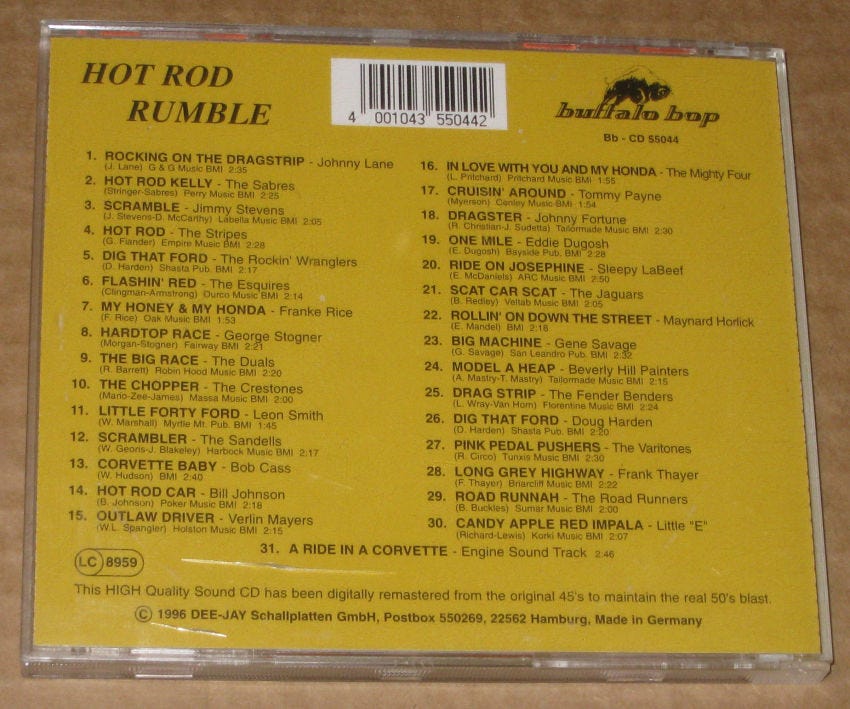 HOT ROD
RUMBLE
4 001043 550442
buffalo bop
Bb - CD 55044
1. ROCKING ON THE DRAGSTRIP - Johnny Lane
(J. Lane) G & G Music BMI 2:35
2. HOT ROD KELLY - The Sabres
(Stringer-Sabres) Perry Music BMI 2:25
3. SCRAMBLE - Jimmy Stevens
(J. Stevens-D. McCarthy) Labella Music BMI 2:05
4. HOT ROD - The Stripes
(G. Fiander) Empire Music BMI 2:28
5. DIG THAT FORD - The Rockin' Wranglers
(D. Harden) Shasta Pub. BMI 2:17
6. FLASHIN' RED - The Esquires
(Clingman-Armstrong) Durco Music BMI 2:14
7. MY HONEY & MY HONDA - Franke Rice
(F. Rice) Oak Music BMI 1:53
8. HARDTOP RACE - George Stogner
(Morgan-Stogner) Fairway BMI 2:21
9. THE BIG RACE - The Duals
(R. Barrett) Robin Hood Music BMI 2:20
10. THE CHOPPER - The Crestones
(Mario-Zee-James) Massa Music BMI 2:00
11. LITTLE FORTY FORD - Leon Smith
(W. Marshall) Myrtle Mt. Pub. BMI 1:45
12. SCRAMBLER - The Sandells
(W. Georis-J. Blakeley) Harbock Music BMI 2:17
13. CORVETTE BABY - Bob Cass
(W. Hudson) BMI 2:40
14. HOT ROD CAR - Bill Johnson
(B. Johnson) Poker Music BMI 2:18
15. OUTLAW DRIVER - Verlin Mayers
(W.L. Spangler) Holston Music BMI 2:15
16. IN LOVE WITH YOU AND MY HONDA - The Mighty Four
(L. Pritchard) Pritchard Music BMI 1:55
17. CRUISIN' AROUND - Tommy Payne
(Myerson) Conley Music BMI 1:54
18. DRAGSTER - Johnny Fortune
(R. Christian-J. Sudetta) Tailormade Music BMI 2:30
19. ONE MILE - Eddie Dugosh
(E. Dugosh) Bayside Pub. BMI 2:28
20. RIDE ON JOSEPHINE - Sleepy LaBeef
(E. McDaniels) ARC Music BMI 2:50
21. SCAT CAR SCAT - The Jaguars
(B. Redley) Veltab Music BMI 2:05
22. ROLLIN' ON DOWN THE STREET - Maynard Horlick
(E. Mandel) BMI 2:18
23. BIG MACHINE - Gene Savage
(G. Savage) San Leandro Pub. BMI 2:32
24. MODEL A HEAP - Beverly Hill Painters
(A. Mastry-T. Mastry) Tailormade Music BMI 2:15
25. DRAG STRIP - The Fender Benders
(L. Wray-Van Horn) Florentine Music BMI 2:24
26. DIG THAT FORD - Doug Harden
(D. Harden) Shasta Pub. BMI 2:20
27. PINK PEDAL PUSHERS - The Varitones
(R. Circo) Tunxis Music BMI 2:30
28. LONG GREY HIGHWAY - Frank Thayer
(F. Thayer) Briarcliff Music BMI 2:22
29. ROAD RUNNAH - The Road Runners
(B. Buckles) Sumar Music BMI 2:00
30. CANDY APPLE RED IMPALA - Little "E"
(Richard-Lewis) Korki Music BMI 2:07
31. A RIDE IN A CORVETTE - Engine Sound Track 2:46
LC 8959
This HIGH Quality Sound CD has been digitally remastered from the original 45's to maintain the real 50's blast.
© 1996 DEE-JAY Schallplatten GmbH, Postbox 550269, 22562 Hamburg, Made in Germany